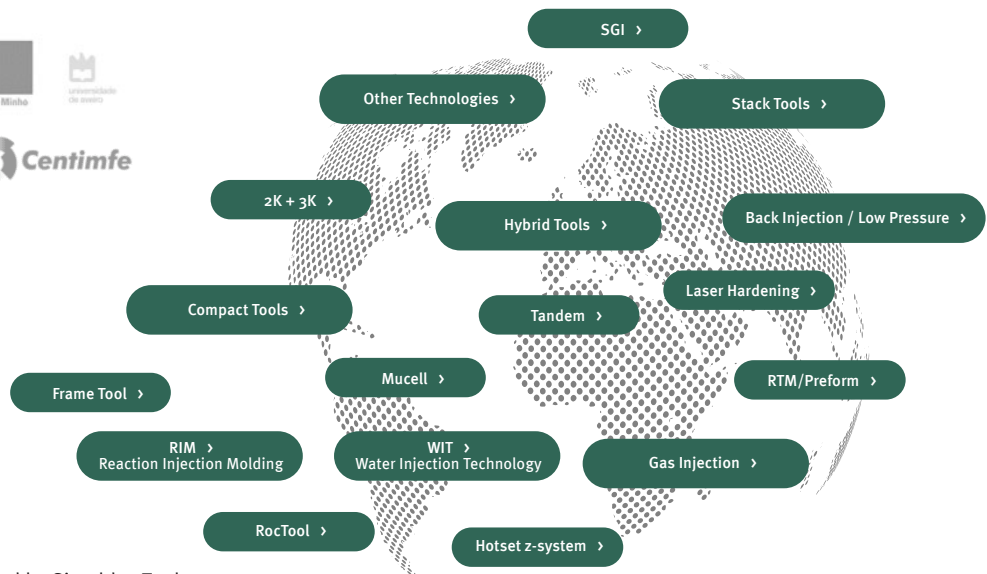 SGI ›
Other Technologies ›
Stack Tools ›
Minho
universidade
de aveiro
Centimfe
2K + 3K ›
Hybrid Tools ›
Back Injection / Low Pressure ›
Laser Hardening ›
Compact Tools ›
Tandem ›
Mucell ›
RTM/Preform ›
Frame Tool ›
RIM ›
Reaction Injection Molding
WIT ›
Water Injection Technology
Gas Injection ›
RocTool ›
Hotset z-system ›